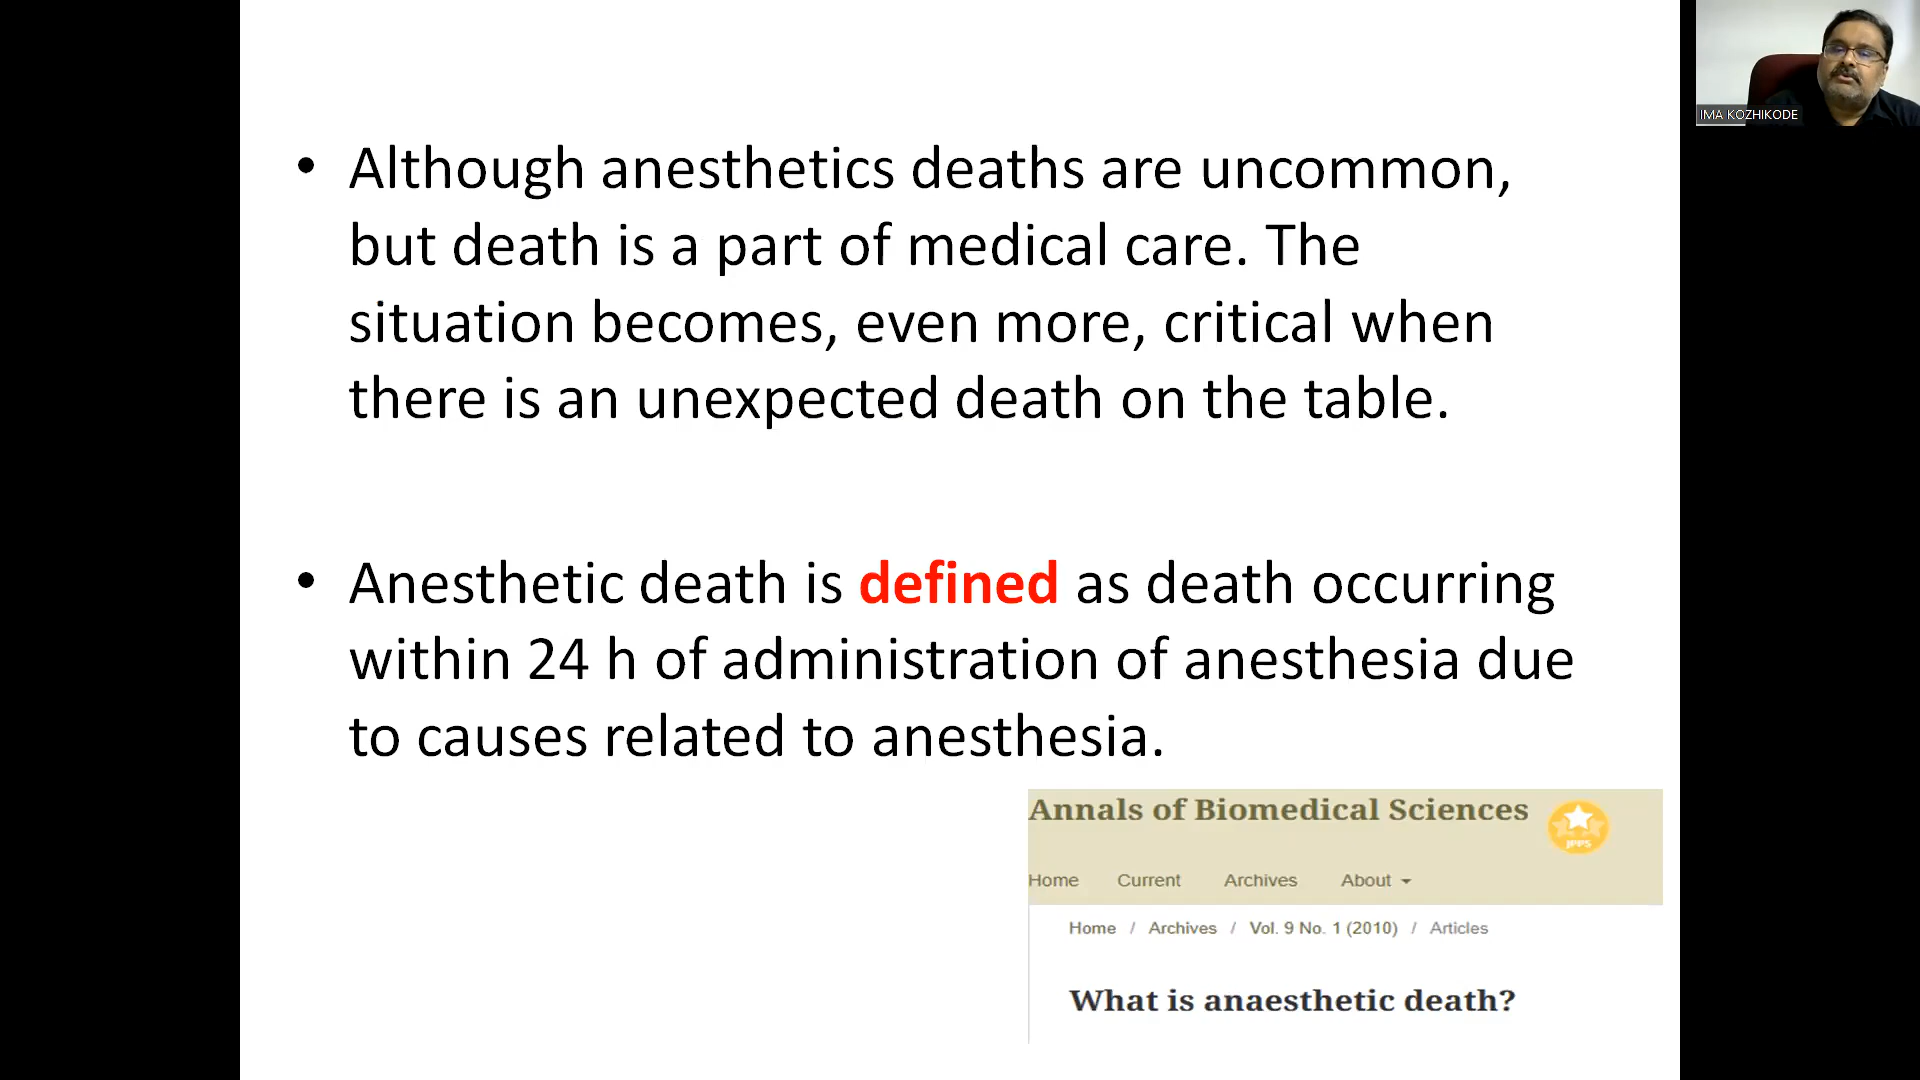 • Although anesthetics deaths are uncommon,
but death is a part of medical care. The
situation becomes, even more, critical when
there is an unexpected death on the table.
• Anesthetic death is defined as death occurring
within 24 h of administration of anesthesia due
to causes related to anesthesia.
Annals of Biomedical Sciences
JPPS
Home Current Archives About
Home / Archives / Vol. 9 No. 1 (2010) / Articles
What is anaesthetic death?
IMA KOZHIKODE